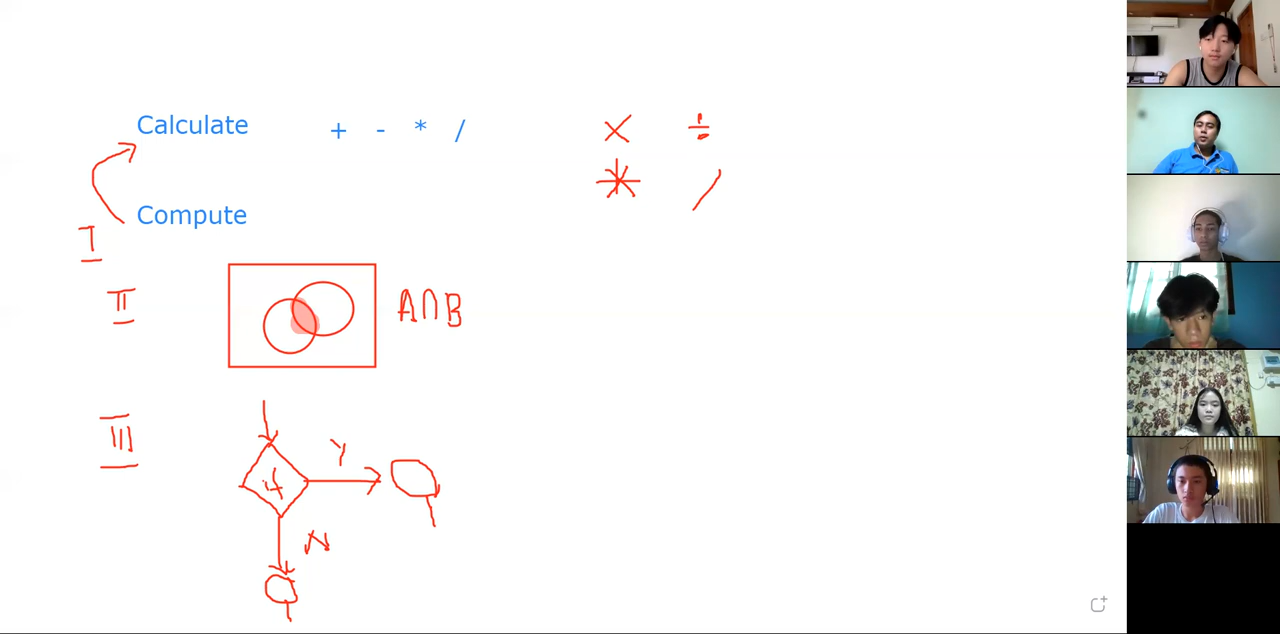 Calculate + - * / × ÷
* /
Compute
I
II A∩B
III
Y
if
N